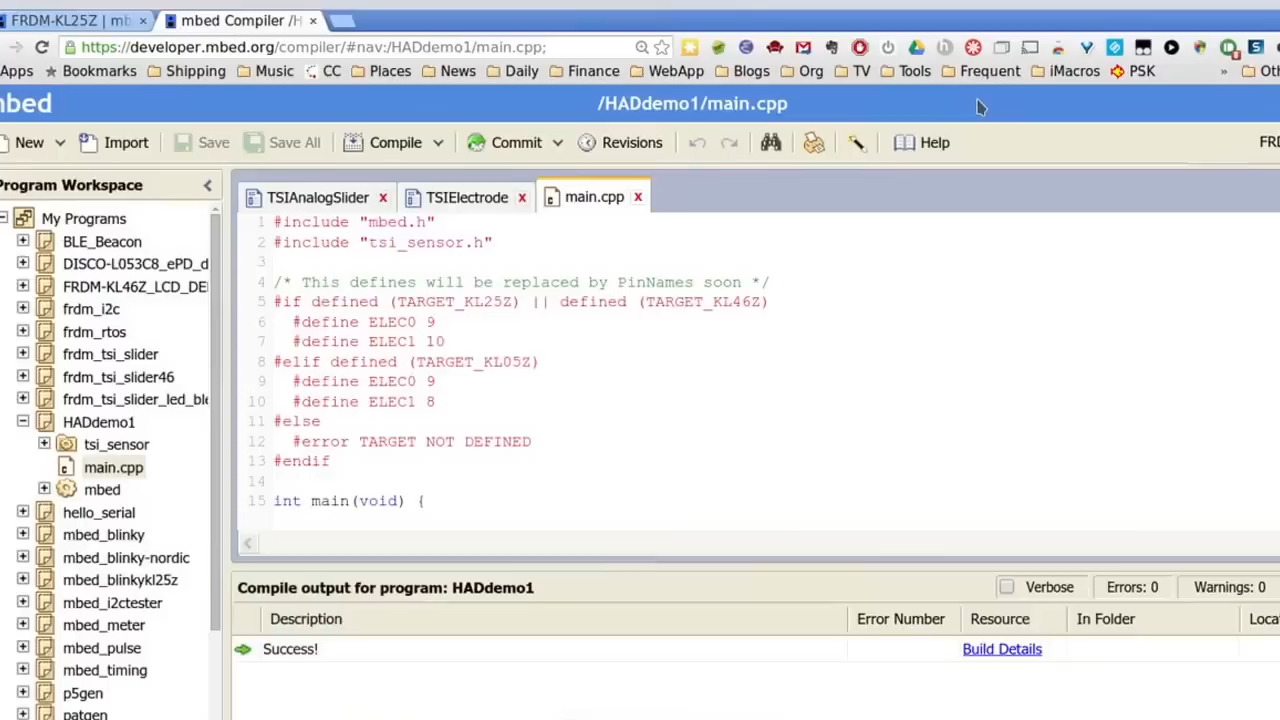 FRDM-KL25Z | mb × mbed Compiler /H ×
https://developer.mbed.org/compiler/#nav:/HADdemo1/main.cpp;
Apps Bookmarks Shipping Music CC Places News Daily Finance WebApp Blogs Org TV Tools Frequent iMacros PSK » Oth
mbed /HADdemo1/main.cpp
New Import Save Save All Compile Commit Revisions Help FRD
Program Workspace
TSIAnalogSlider x TSIElectrode x main.cpp x
My Programs
BLE_Beacon
DISCO-L053C8_ePD_d
FRDM-KL46Z_LCD_DE
frdm_i2c
frdm_rtos
frdm_tsi_slider
frdm_tsi_slider46
frdm_tsi_slider_led_ble
HADdemo1
tsi_sensor
main.cpp
mbed
hello_serial
mbed_blinky
mbed_blinky-nordic
mbed_blinkykl25z
mbed_i2ctester
mbed_meter
mbed_pulse
mbed_timing
p5gen
patgen
1 #include "mbed.h"
2 #include "tsi_sensor.h"
3
4 /* This defines will be replaced by PinNames soon */
5 #if defined (TARGET_KL25Z) || defined (TARGET_KL46Z)
6 #define ELEC0 9
7 #define ELEC1 10
8 #elif defined (TARGET_KL05Z)
9 #define ELEC0 9
10 #define ELEC1 8
11 #else
12 #error TARGET NOT DEFINED
13 #endif
14
15 int main(void) {
Compile output for program: HADdemo1 Verbose Errors: 0 Warnings: 0
Description Error Number Resource In Folder Loca
Success! Build Details